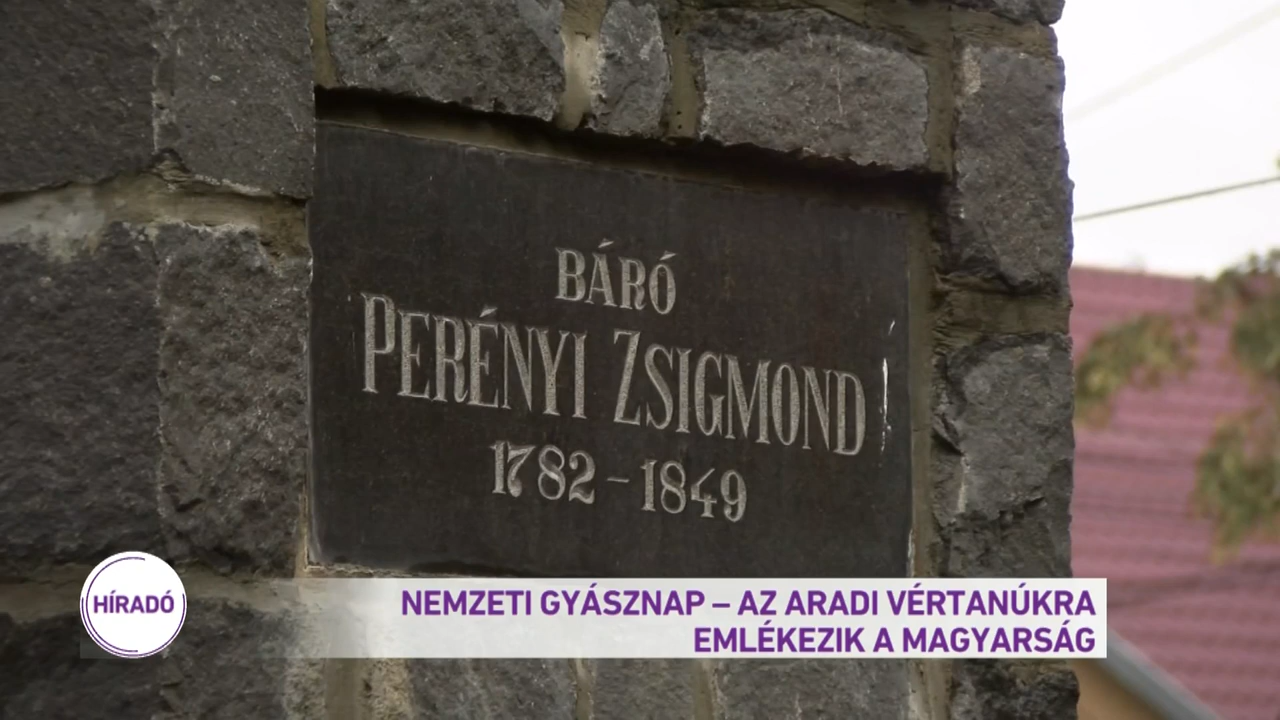 BÁRÓ
PERÉNYI ZSIGMOND
1782 – 1849
HÍRADÓ
NEMZETI GYÁSZNAP – AZ ARADI VÉRTANÚKRA
EMLÉKEZIK A MAGYARSÁG